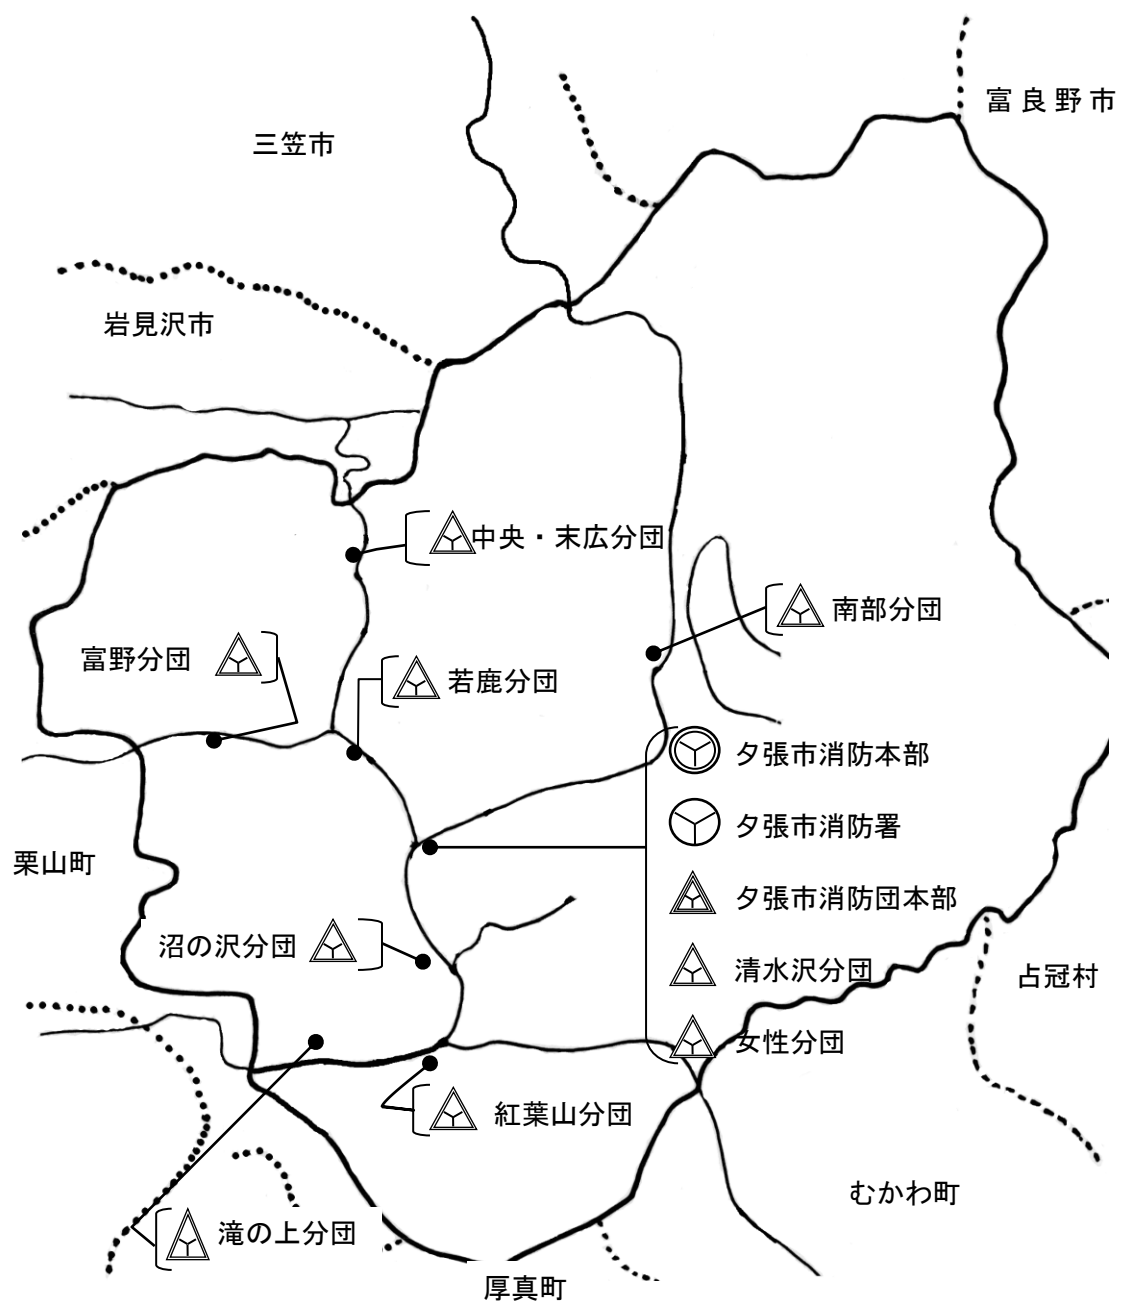 富良野市
三笠市
岩見沢市
中央・末広分団
南部分団
富野分団
若鹿分団
夕張市消防本部
夕張市消防署
栗山町
夕張市消防団本部
沼の沢分団
清水沢分団
占冠村
女性分団
紅葉山分団
むかわ町
滝の上分団
厚真町